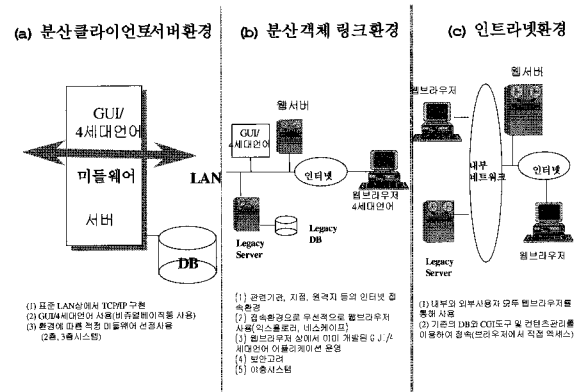 (a) 분산클라이언트서버환경
GUI/
4세대언어
미들웨어
서버
DB
(1) 표준 LAN상에서 TCP/IP 구현
(2) GUI/4세대언어 사용(비쥬얼베이직등 사용)
(3) 환경에 따른 적정 미들웨어 선정사용
(2층, 3층시스템)
(b) 분산객체 링크환경
웹서버
GUI/
4세대언어
LAN
인터넷
웹브라우저
4세대언어
Legacy
Server
Legacy
DB
(1) 관련기관, 지점, 원격지 등의 인터넷 접
속환경
(2) 접속환경으로 우선적으로 웹브라우저
사용(익스플로러, 네스케이프)
(3) 웹브라우저 상에서 이미 개발된 GUI/4
세대언어 어플리케이션 운영
(4) 보안고려
(5) 다층시스템
(c) 인트라넷환경
웹서버
웹브라우저
내부
네트워크
인터넷
Legacy
Server
웹브라우저
(1) 내부와 외부사용자 모두 웹브라우저를
통해 사용
(2) 기존의 DB와 CGI도구 및 컨텐츠관리를
이용하여 접속(브라우저에서 직접 엑세스)